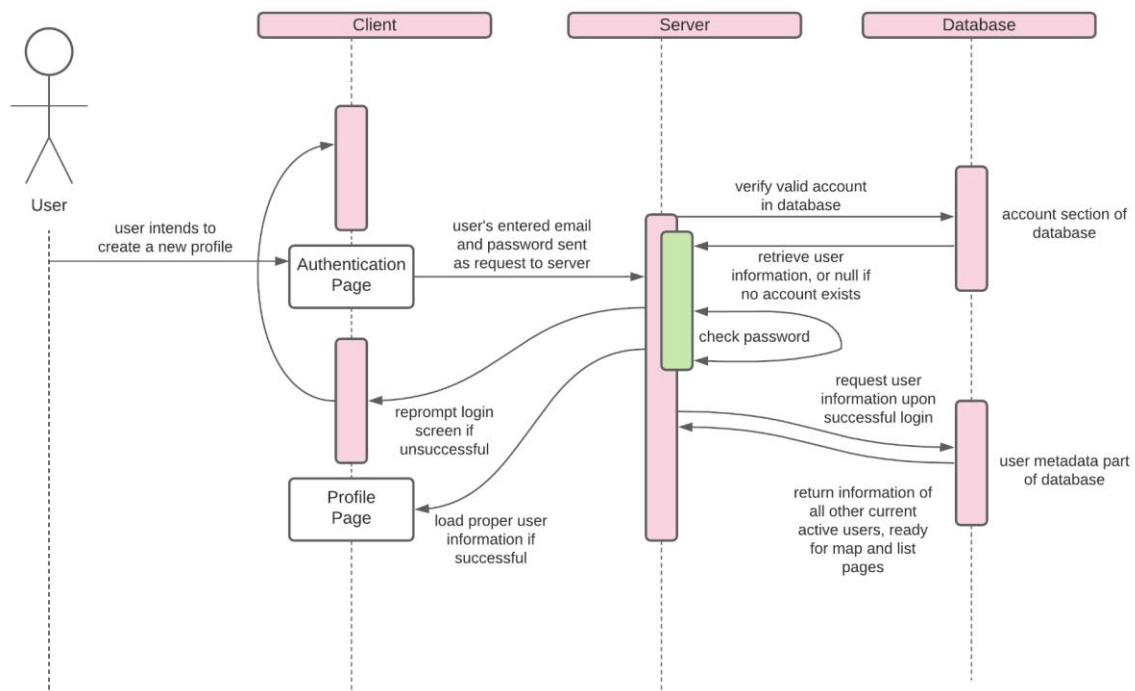 Client
Server
Database
User
user intends to
create a new profile
Authentication
Page
user's entered email
and password sent
as request to server
verify valid account
in database
account section of
database
retrieve user
information, or null if
no account exists
check password
reprompt login
screen if
unsuccessful
request user
information upon
successful login
user metadata part
of database
Profile
Page
load proper user
information if
successful
return information of
all other current
active users, ready
for map and list
pages